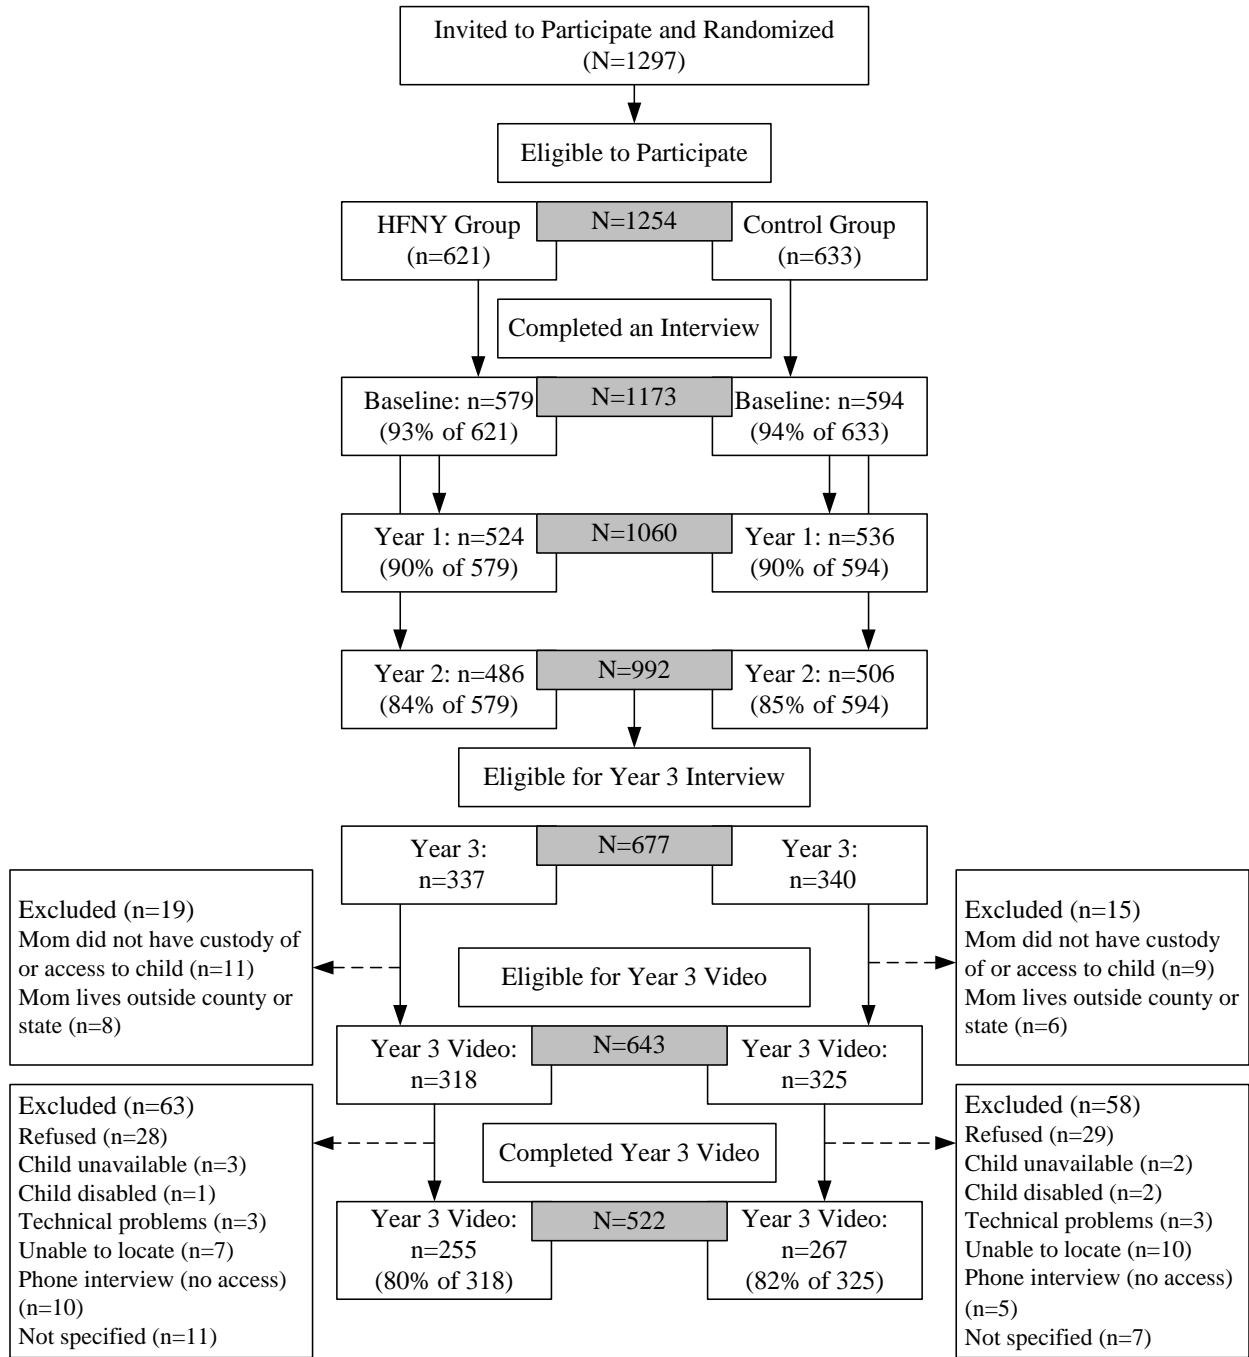 Invited to Participate and Randomized
(N=1297)
Eligible to Participate
HFNY Group
(n=621)
N=1254
Control Group
(n=633)
Completed an Interview
Baseline: n=579
(93% of 621)
N=1173
Baseline: n=594
(94% of 633)
Year 1: n=524
(90% of 579)
N=1060
Year 1: n=536
(90% of 594)
Year 2: n=486
(84% of 579)
N=992
Year 2: n=506
(85% of 594)
Eligible for Year 3 Interview
Year 3:
n=337
N=677
Year 3:
n=340
Excluded (n=19)
Mom did not have custody of
or access to child (n=11)
Mom lives outside county or
state (n=8)
Eligible for Year 3 Video
Excluded (n=15)
Mom did not have custody
of or access to child (n=9)
Mom lives outside county or
state (n=6)
Year 3 Video:
n=318
N=643
Year 3 Video:
n=325
Excluded (n=63)
Refused (n=28)
Child unavailable (n=3)
Child disabled (n=1)
Technical problems (n=3)
Unable to locate (n=7)
Phone interview (no access)
(n=10)
Not specified (n=11)
Completed Year 3 Video
Excluded (n=58)
Refused (n=29)
Child unavailable (n=2)
Child disabled (n=2)
Technical problems (n=3)
Unable to locate (n=10)
Phone interview (no access)
(n=5)
Not specified (n=7)
Year 3 Video:
n=255
(80% of 318)
N=522
Year 3 Video:
n=267
(82% of 325)